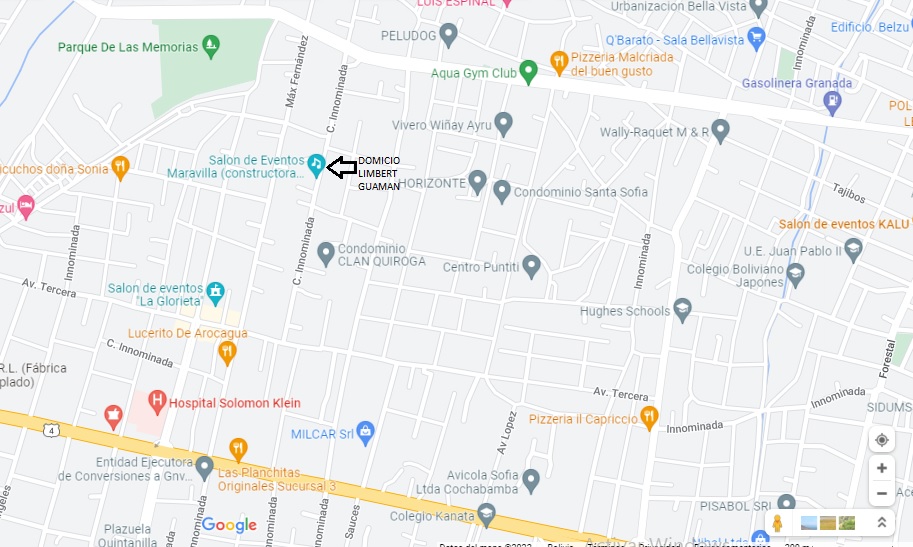 LUIS ESPINAL
Urbanizacion Bella Vista
PELUDOG
Edificio. Belzu
Parque De Las Memorias
Q'Barato - Sala Bellavista
Pizzeria Malcriada
del buen gusto
Innominada
Aqua Gym Club
Gasolinera Granada
Máx Fernández
C. Innominada
Vivero Wiñay Ayru
Wally-Raquet M & R
Salon de Eventos
Maravilla (constructora...
DOMICIO
LIMBERT
GUAMAN
icuchos doña Sonia
HORIZONTE
Condominio Santa Sofia
Tajibos
zul
Salon de eventos KALU
Innominada
C. Innominada
Condominio
CLAN QUIROGA
Innominada
U.E. Juan Pablo II
Centro Puntiti
Colegio Boliviano
Japones
Av. Tercera
Salon de eventos
"La Glorieta"
Hughes Schools
Lucerito De Arocagua
C. Innominada
Forestal
R.L. (Fábrica
plado)
Av. Tercera
Hospital Solomon Klein
Innominada
SIDUMS
Pizzeria Il Capriccio
Innominada
Av Lopez
4
MILCAR Srl
Entidad Ejecutora
de Conversiones a Gnv...
Las Planchitas
Originales Sucursal 3
Avicola Sofia
Ltda Cochabamba
Innominada
Sauces
Colegio Kanata
PISABOL Srl
Plazuela
Quintanilla
Google